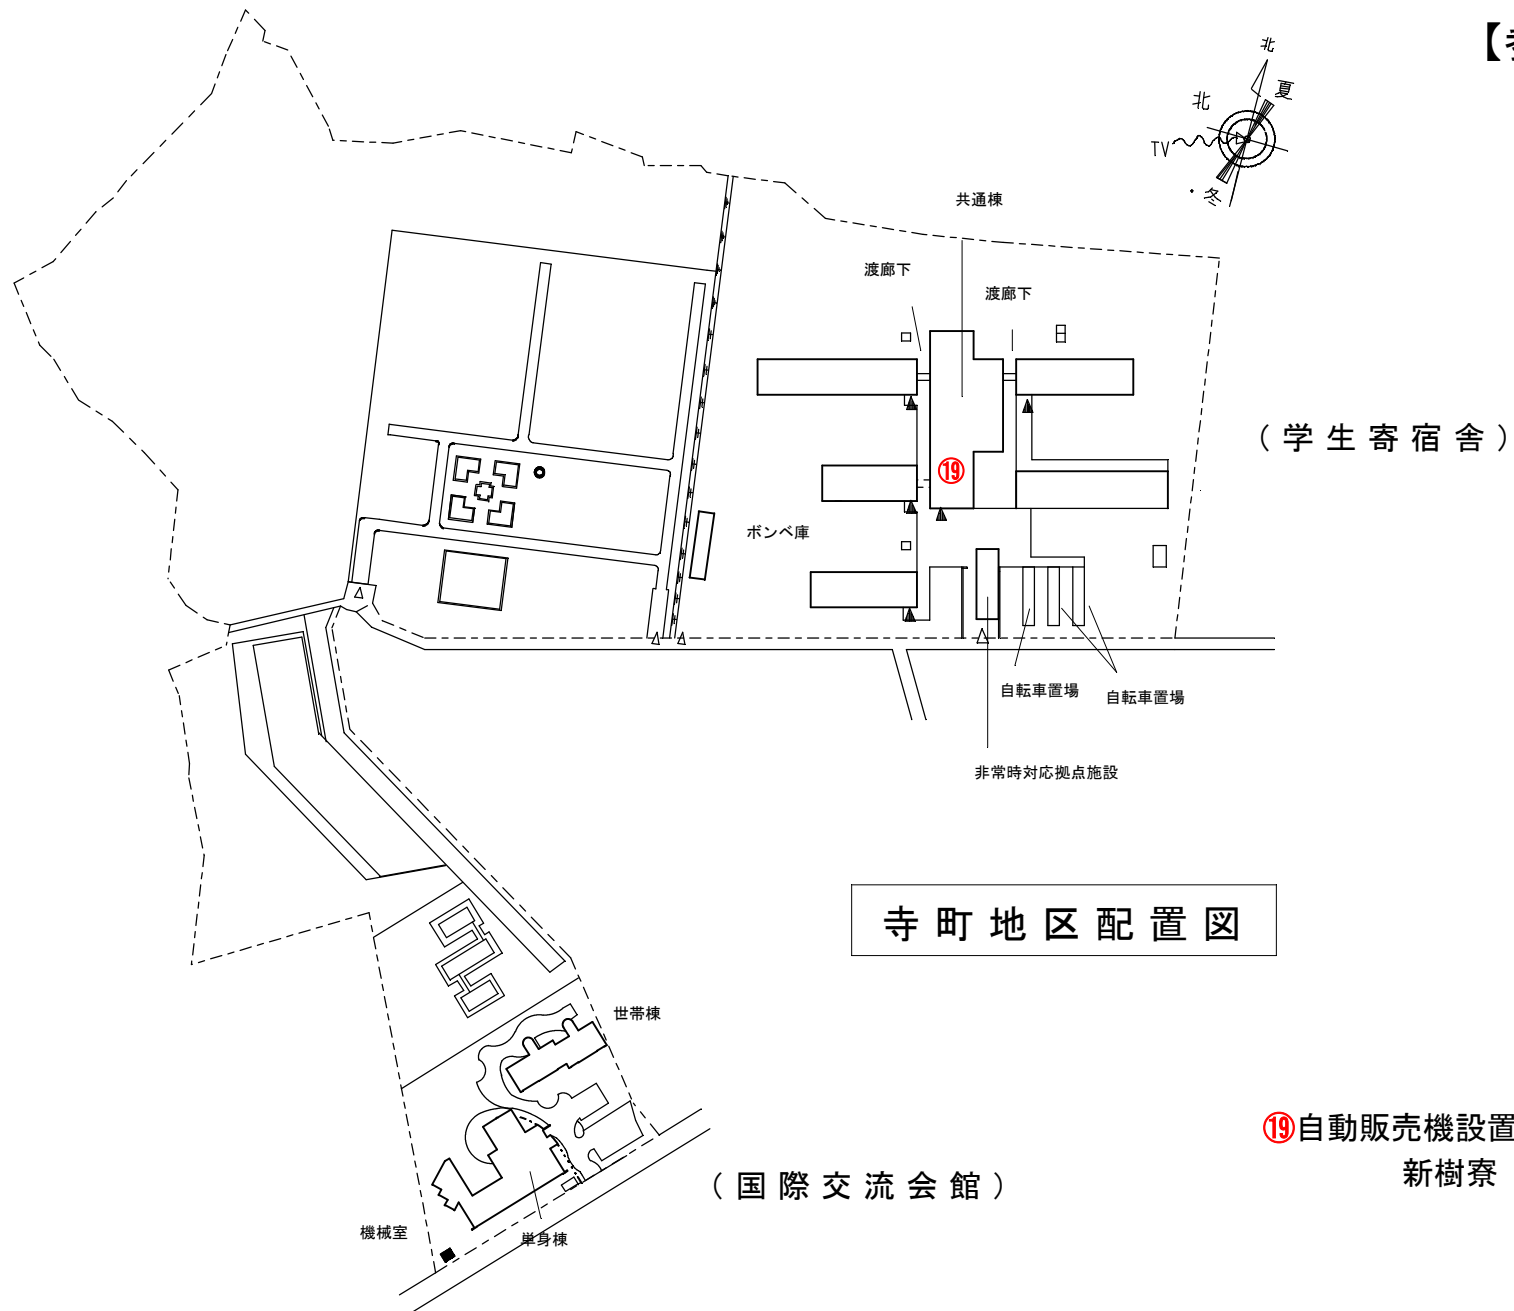 【参
北
夏
北
TV
冬
共通棟
渡廊下
渡廊下
（学生寄宿舎）
⑲
ボンベ庫
自転車置場
自転車置場
非常時対応拠点施設
寺町地区配置図
世帯棟
⑲自動販売機設置
新樹寮
（国際交流会館）
機械室
単身棟